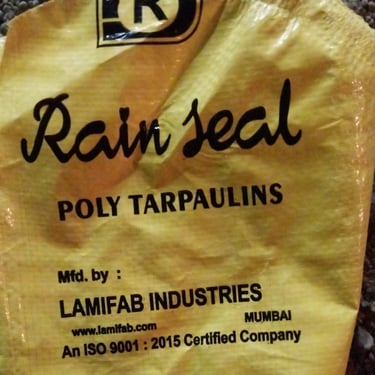 R
Rain Seal
POLY TARPAULINS
Mfd. by :
LAMIFAB INDUSTRIES
www.lamifab.com MUMBAI
An ISO 9001 : 2015 Certified Company